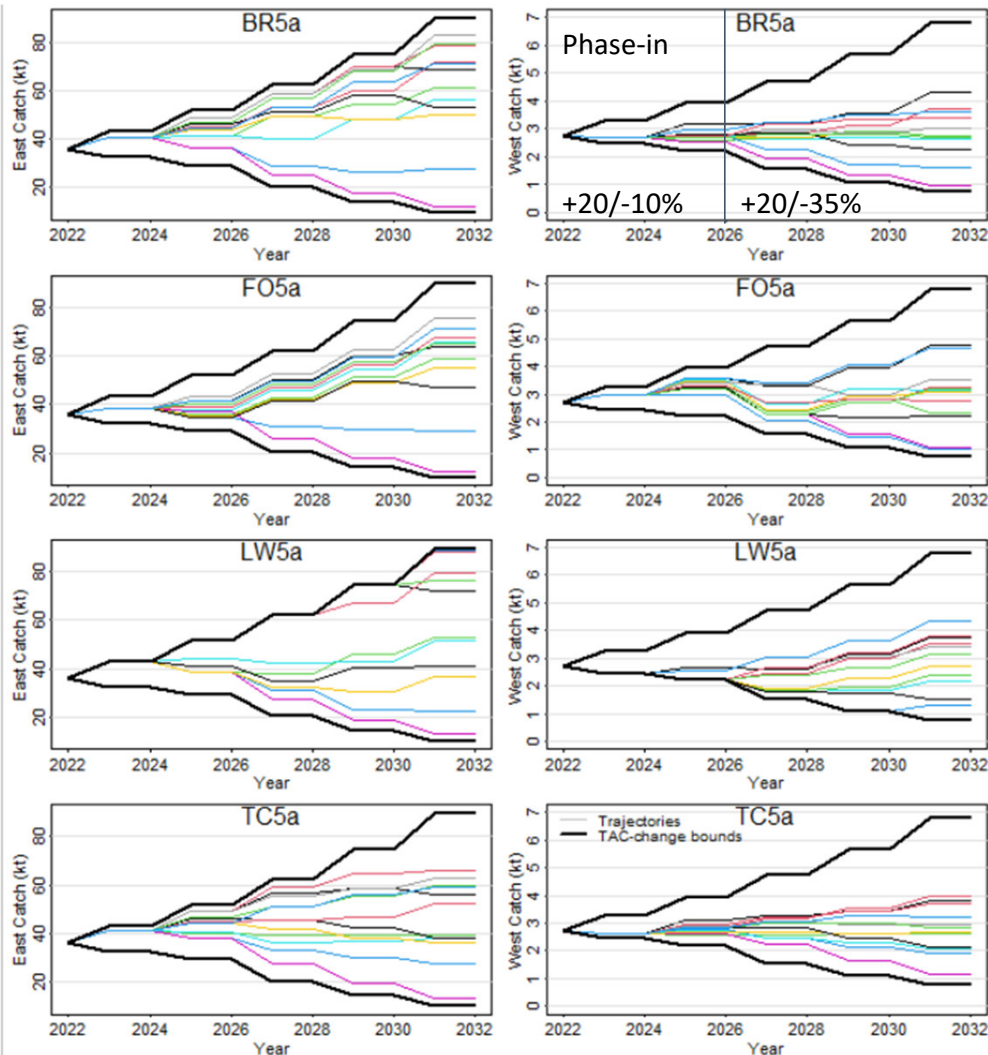 BR5a
East Catch (kt)
20 40 60 80
2022 2024 2026 2028 2030 2032
Year
BR5a
Phase-in
+20/-10% +20/-35%
West Catch (kt)
0 1 2 3 4 5 6 7
2022 2024 2026 2028 2030 2032
Year
FO5a
East Catch (kt)
20 40 60 80
2022 2024 2026 2028 2030 2032
Year
FO5a
West Catch (kt)
0 1 2 3 4 5 6 7
2022 2024 2026 2028 2030 2032
Year
LW5a
East Catch (kt)
20 40 60 80
2022 2024 2026 2028 2030 2032
Year
LW5a
West Catch (kt)
0 1 2 3 4 5 6 7
2022 2024 2026 2028 2030 2032
Year
TC5a
East Catch (kt)
20 40 60 80
2022 2024 2026 2028 2030 2032
Year
TC5a
Trajectories
TAC-change bounds
West Catch (kt)
0 1 2 3 4 5 6 7
2022 2024 2026 2028 2030 2032
Year